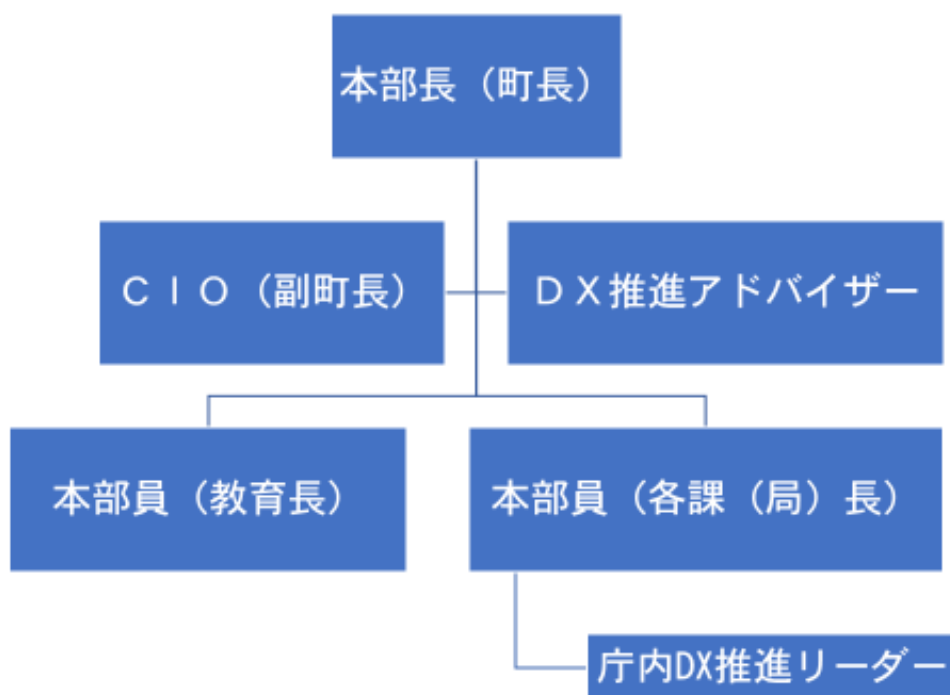 本部長（町長）
ＣＩＯ（副町長）
ＤＸ推進アドバイザー
本部員（教育長）
本部員（各課（局）長）
庁内DX推進リーダー